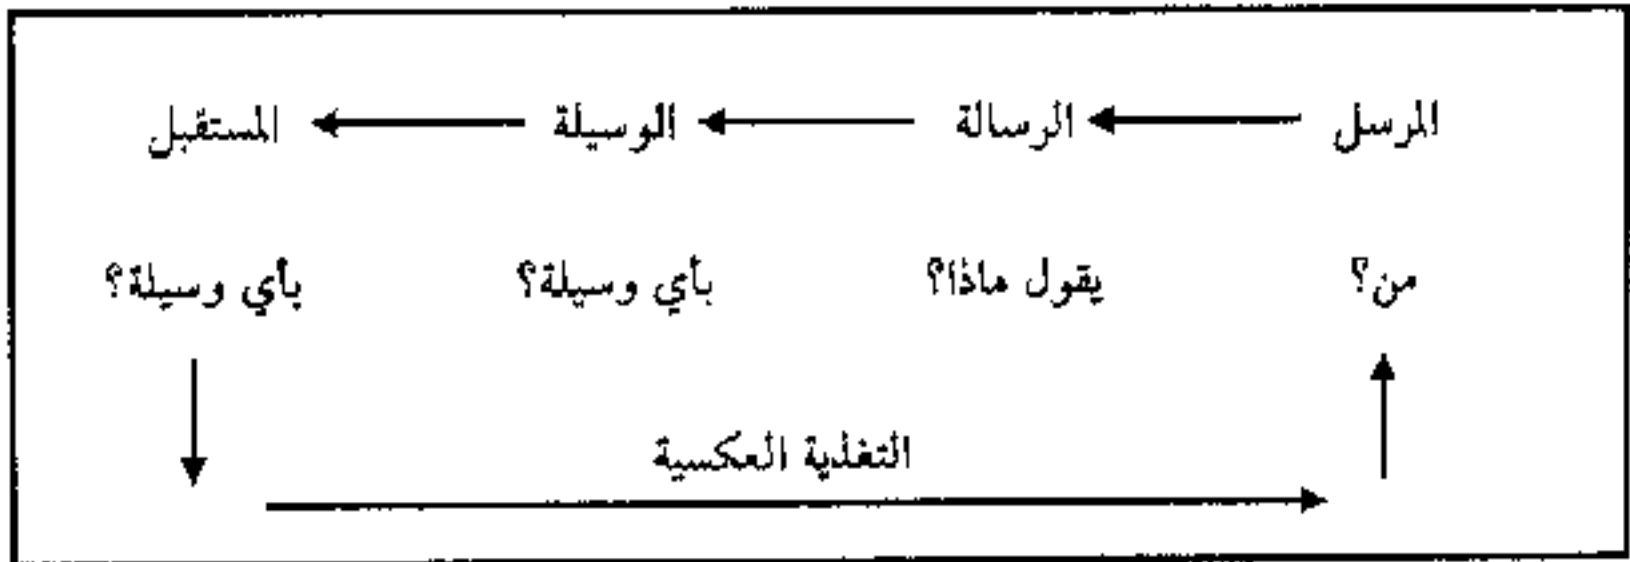 المرسل الرسالة الوسيلة المستقبل
من؟ يقول ماذا؟ بأي وسيلة؟ بأي وسيلة؟
التغذية العكسية